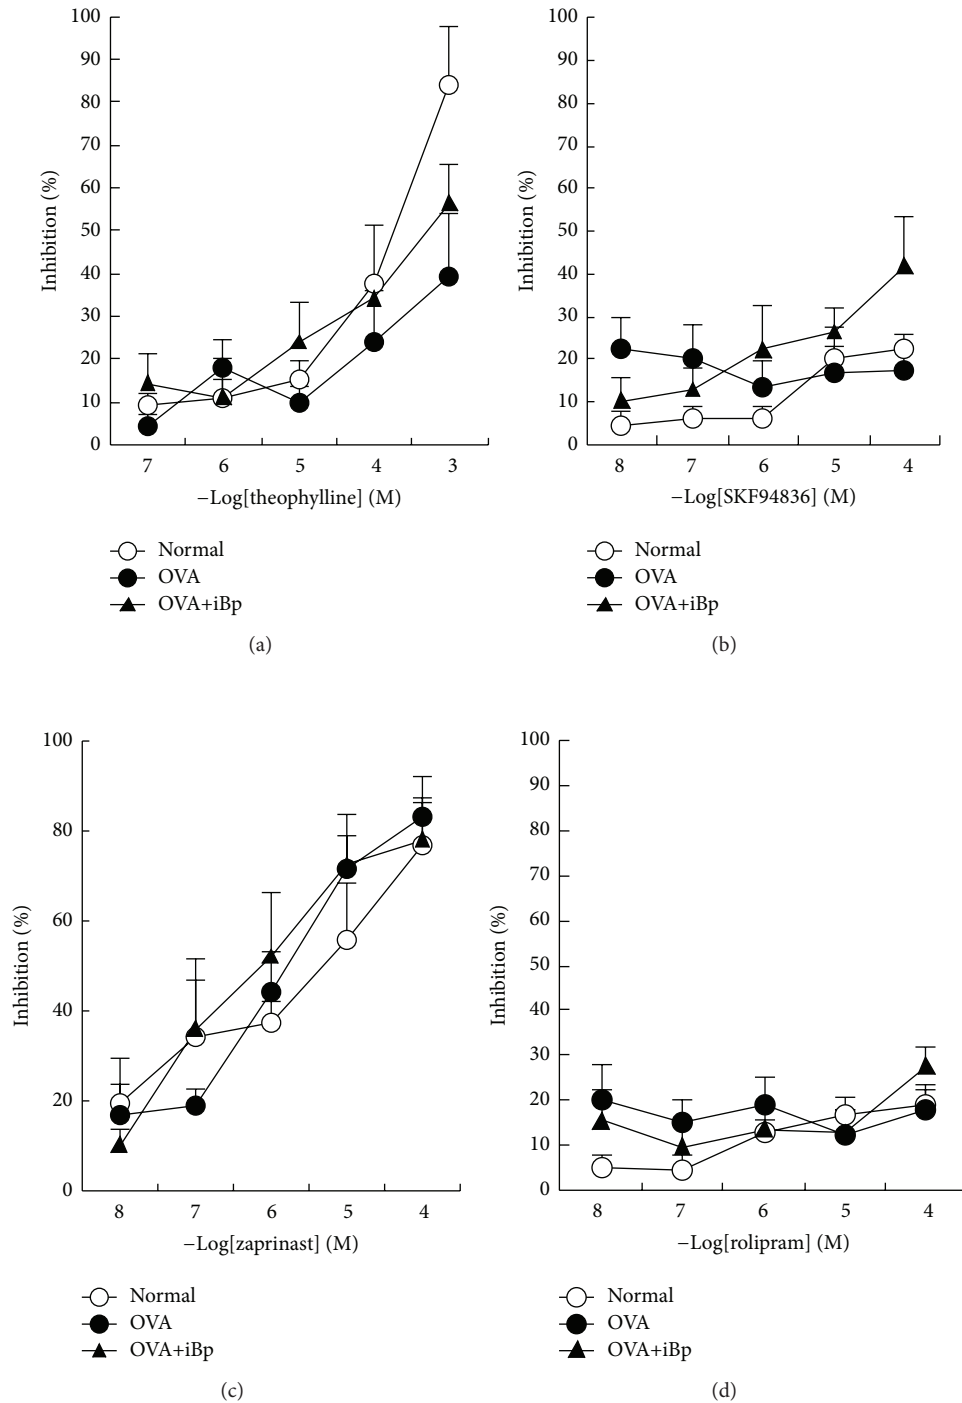 100
90
80
70
60
50
40
30
20
10
0
Inhibition (%)
7 6 5 4 3
−Log[theophylline] (M)
Normal
OVA
OVA+iBp
(a)
100
90
80
70
60
50
40
30
20
10
0
Inhibition (%)
8 7 6 5 4
−Log[SKF94836] (M)
Normal
OVA
OVA+iBp
(b)
100
80
60
40
20
0
Inhibition (%)
8 7 6 5 4
−Log[zaprinast] (M)
Normal
OVA
OVA+iBp
(c)
100
90
80
70
60
50
40
30
20
10
0
Inhibition (%)
8 7 6 5 4
−Log[rolipram] (M)
Normal
OVA
OVA+iBp
(d)